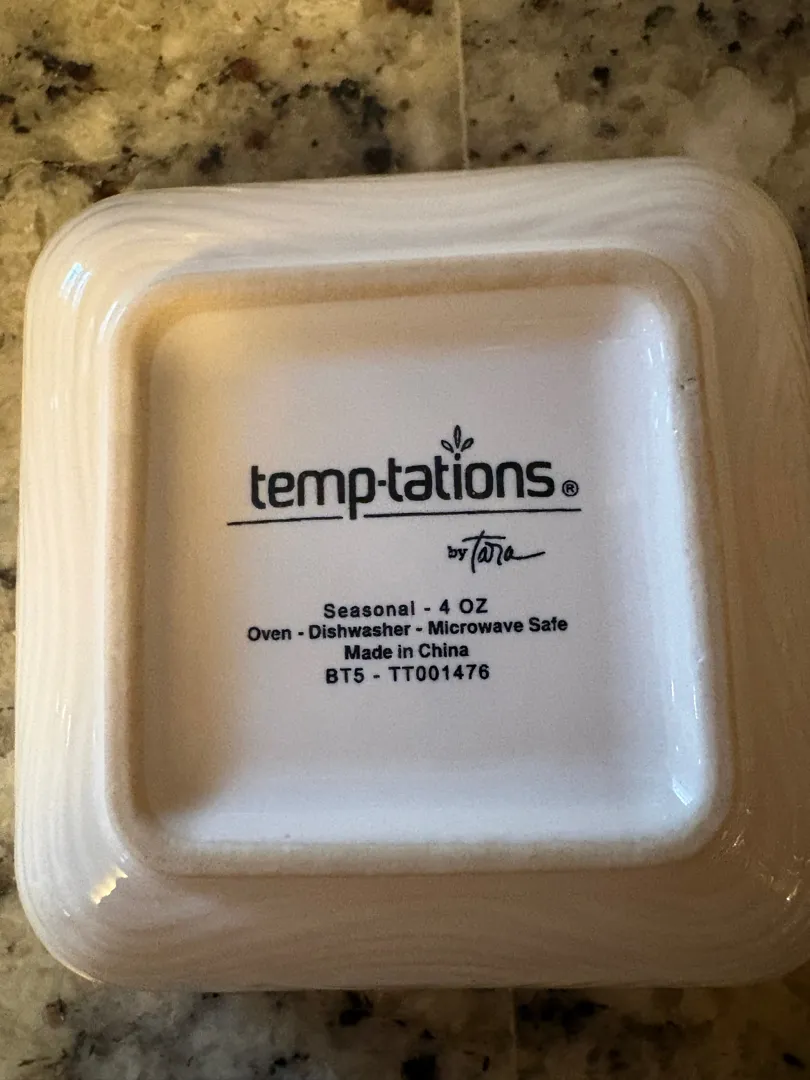 temp-tations®
by Tara
Seasonal - 4 OZ
Oven - Dishwasher - Microwave Safe
Made in China
BT5 - TT001476